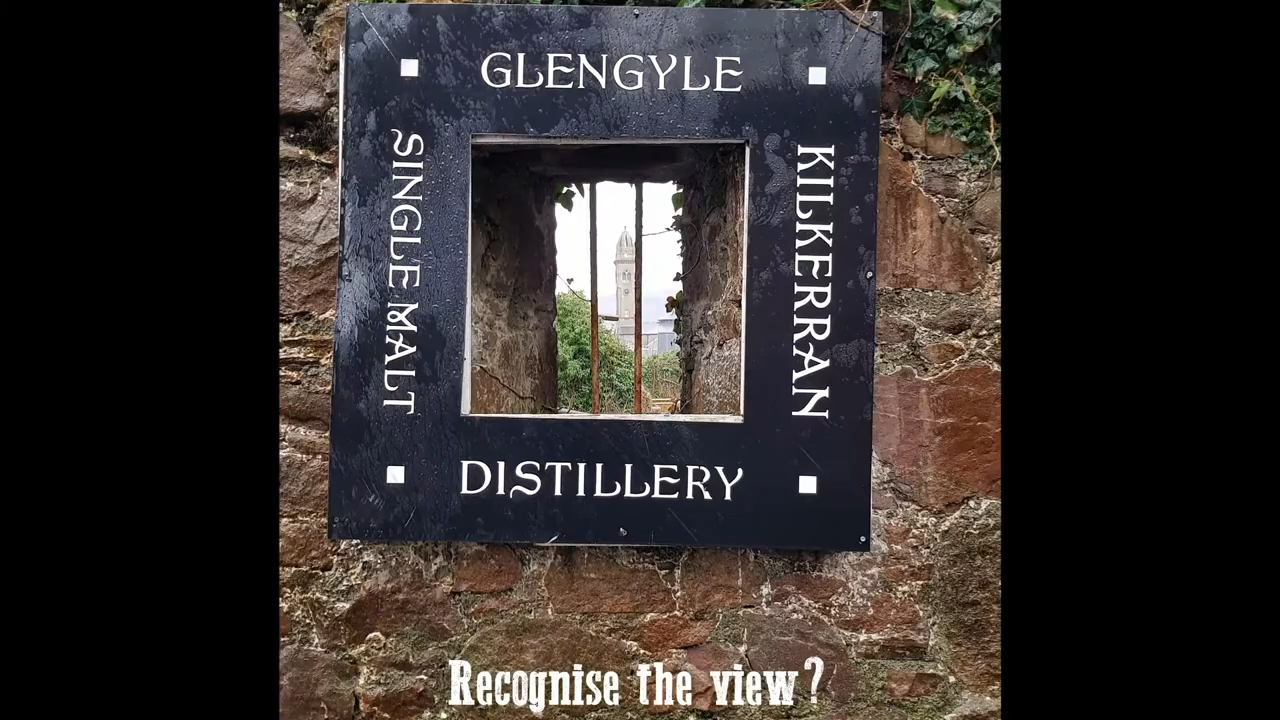 GLENGYLE
SINGLE MALT
KILKERRAN
DISTILLERY
Recognise the view?